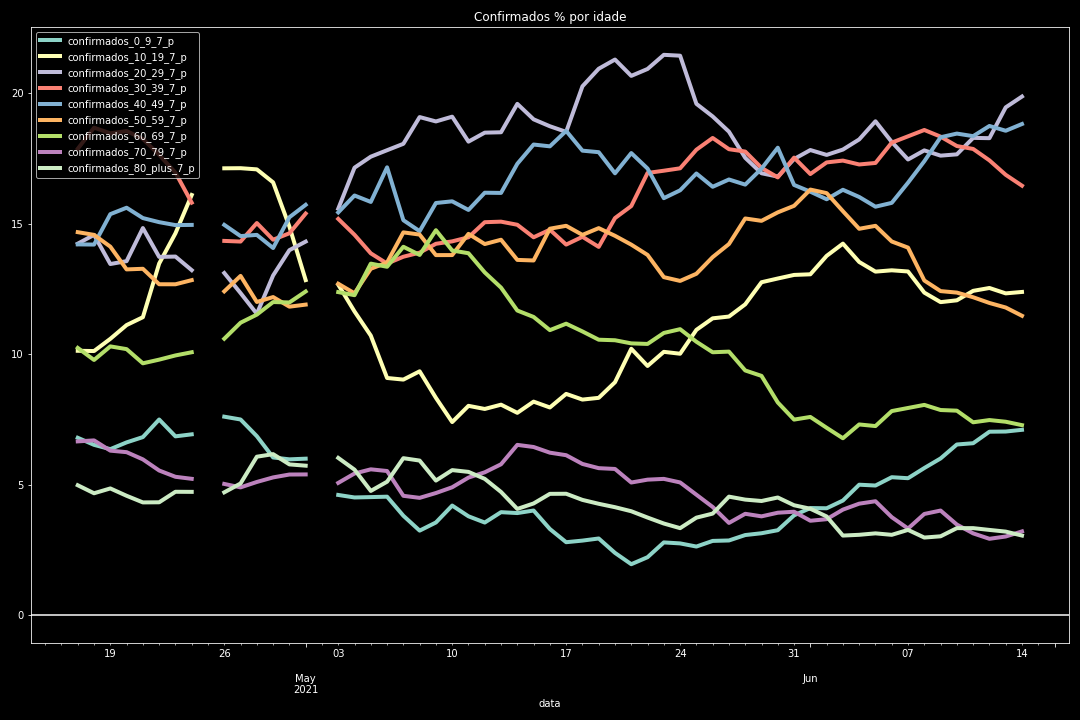 Confirmados % por idade
confirmados_0_9_7_p
confirmados_10_19_7_p
confirmados_20_29_7_p
confirmados_30_39_7_p
confirmados_40_49_7_p
confirmados_50_59_7_p
confirmados_60_69_7_p
confirmados_70_79_7_p
confirmados_80_plus_7_p
20
15
10
5
0
19 26 03 10 17 24 31 07 14
May Jun
2021
data